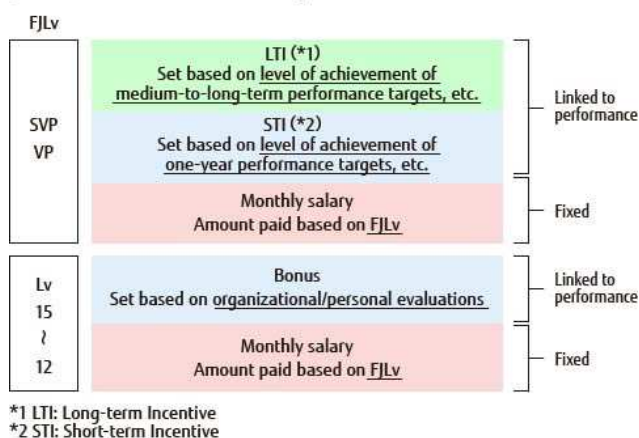 FJLv
SVP
VP
LTI (*1)
Set based on level of achievement of
medium-to-long-term performance targets, etc.
STI (*2)
Set based on level of achievement of
one-year performance targets, etc.
Linked to
performance
Monthly salary
Amount paid based on FJLv
Fixed
Lv
15
~
12
Bonus
Set based on organizational/personal evaluations
Linked to
performance
Monthly salary
Amount paid based on FJLv
Fixed
*1 LTI: Long-term Incentive
*2 STI: Short-term Incentive